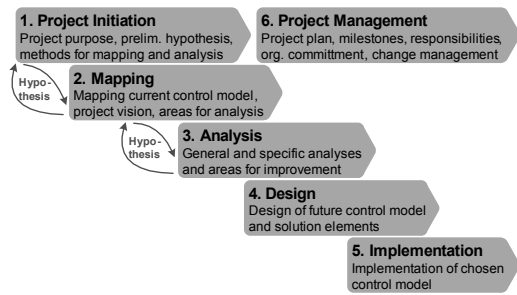 1. Project Initiation
Project purpose, prelim. hypothesis,
methods for mapping and analysis
6. Project Management
Project plan, milestones, responsibilities,
org. committment, change management
Hypo-
thesis
2. Mapping
Mapping current control model,
project vision, areas for analysis
Hypo-
thesis
3. Analysis
General and specific analyses
and areas for improvement
4. Design
Design of future control model
and solution elements
5. Implementation
Implementation of chosen
control model